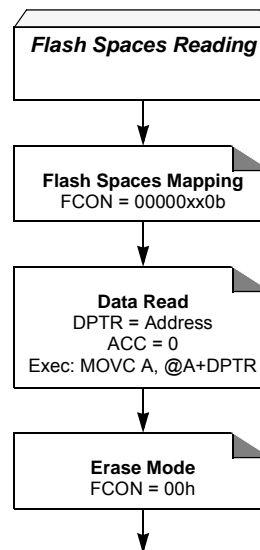 Flash Spaces Reading
Flash Spaces Mapping
FCON = 00000xx0b
Data Read
DPTR = Address
ACC = 0
Exec: MOVC A, @A+DPTR
Erase Mode
FCON = 00h